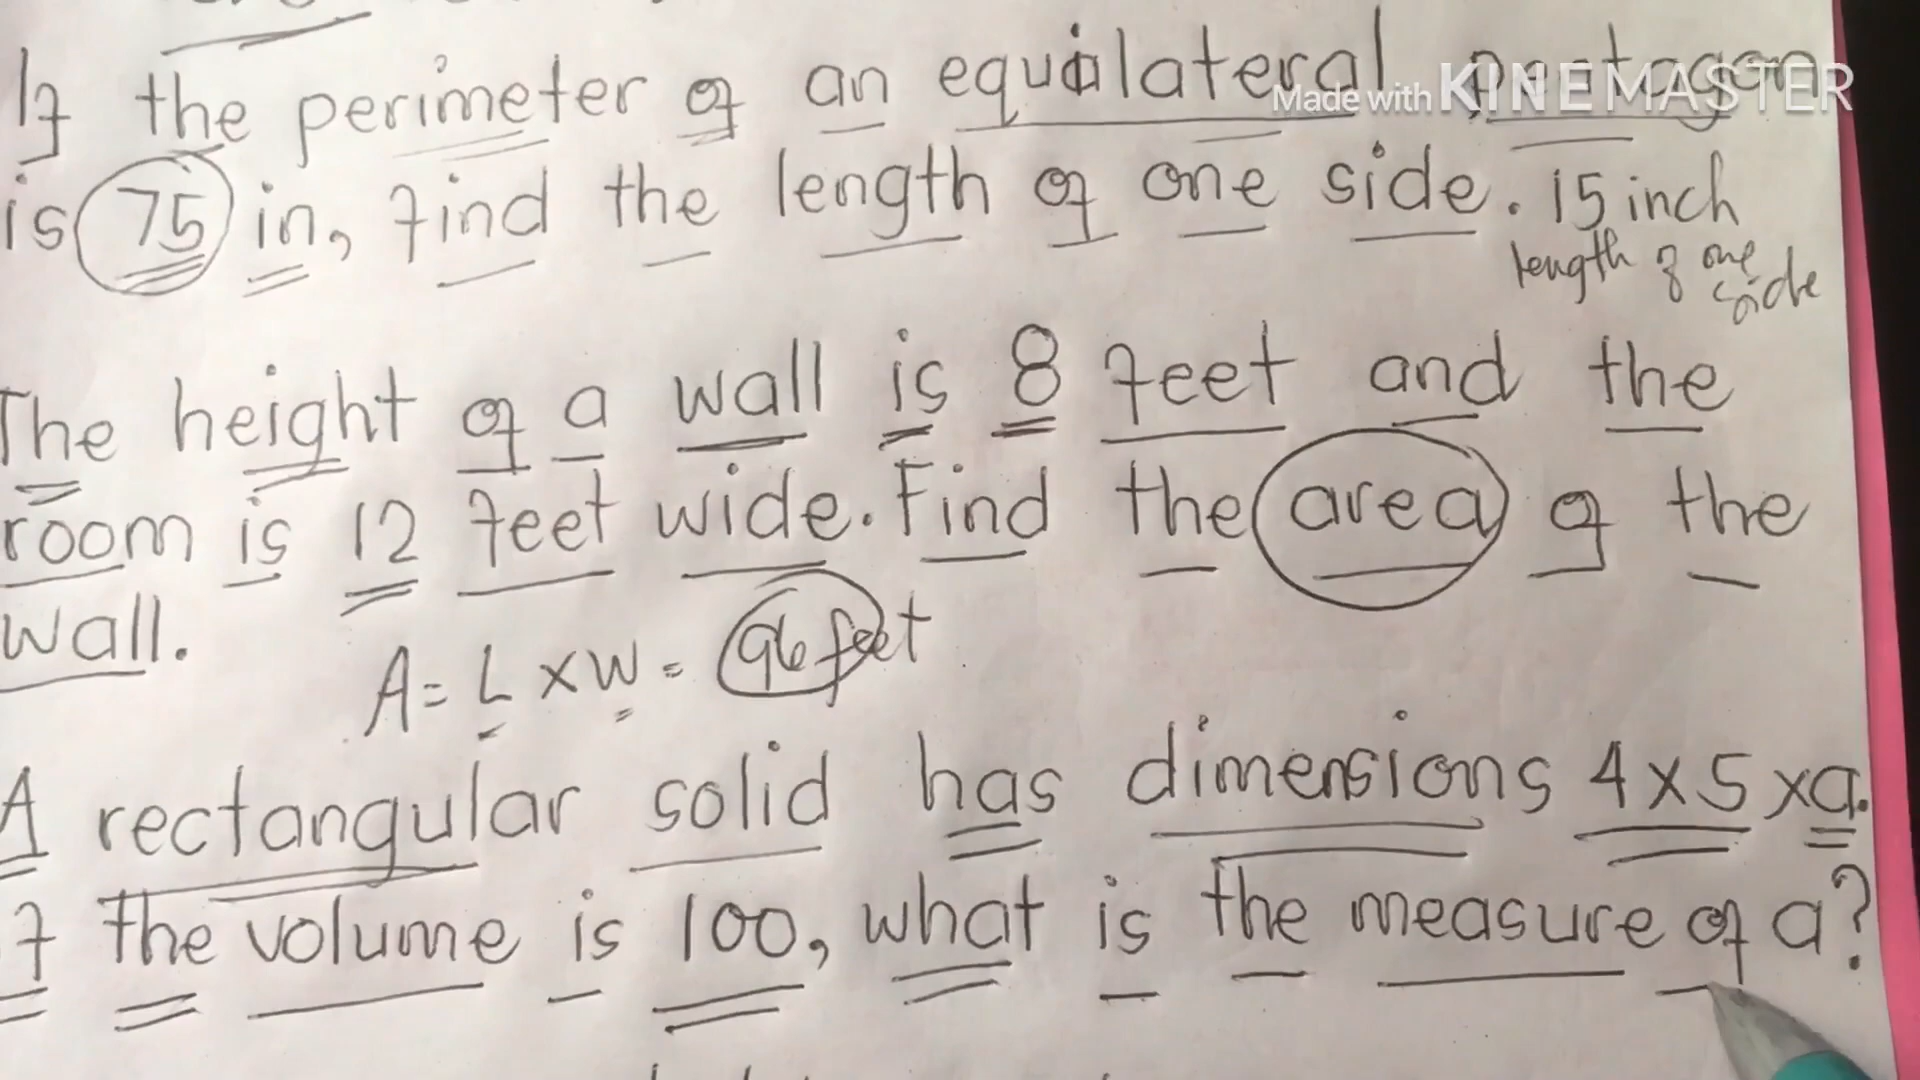 If the perimeter of an equilateral pentagon
Made with KINEMASTER
is 75 in, find the length of one side. 15 inch
length of one
side
The height of a wall is 8 feet and the
room is 12 feet wide. Find the area of the
wall.
A = L x W = 96 feet
A rectangular solid has dimensions 4 x 5 x a.
f the volume is 100, what is the measure of a?